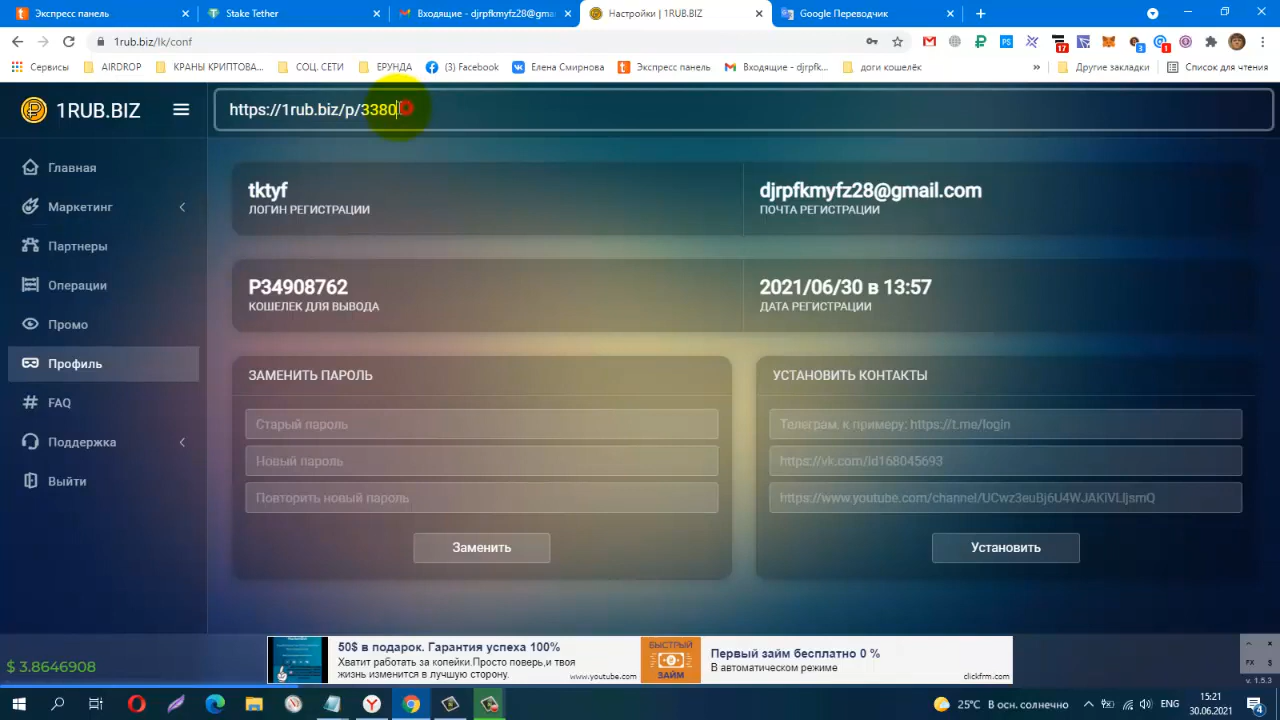 Экспресс панель
Stake Tether
Входящие - djrpfkmyfz28@gma
Настройки | 1RUB.BIZ
Google Переводчик
1rub.biz/lk/conf
17
3
1
Сервисы
AIRDROP
КРАНЫ КРИПТОВА...
СОЦ. СЕТИ
ЕРУНДА
(3) Facebook
Елена Смирнова
Экспресс панель
Входящие - djrpfk...
доги кошелёк
»
Другие закладки
Список для чтения
1RUB.BIZ
https://1rub.biz/p/3380
Главная
Маркетинг
Партнеры
Операции
Промо
Профиль
FAQ
Поддержка
Выйти
tktyf
ЛОГИН РЕГИСТРАЦИИ
djrpfkmyfz28@gmail.com
ПОЧТА РЕГИСТРАЦИИ
P34908762
КОШЕЛЕК ДЛЯ ВЫВОДА
2021/06/30 в 13:57
ДАТА РЕГИСТРАЦИИ
ЗАМЕНИТЬ ПАРОЛЬ
Старый пароль
Новый пароль
Повторить новый пароль
Заменить
УСТАНОВИТЬ КОНТАКТЫ
Телеграм, к примеру: https://t.me/login
https://vk.com/id168045693
https://www.youtube.com/channel/UCwz3euBj6U4WJAKiVLIjsmQ
Установить
$ 3.8646908
50$ в подарок. Гарантия успеха 100%
Хватит работать за копейки.Просто поверь,и твоя
жизнь изменится в лучшую сторону.
www.youtube.com
БЫСТРЫЙ
ЗАЙМ
Первый займ бесплатно 0 %
В автоматическом режиме
clickfrm.com
FX
$
v. 1.5.3
25°C В осн. солнечно
ENG
15:21
30.06.2021
4